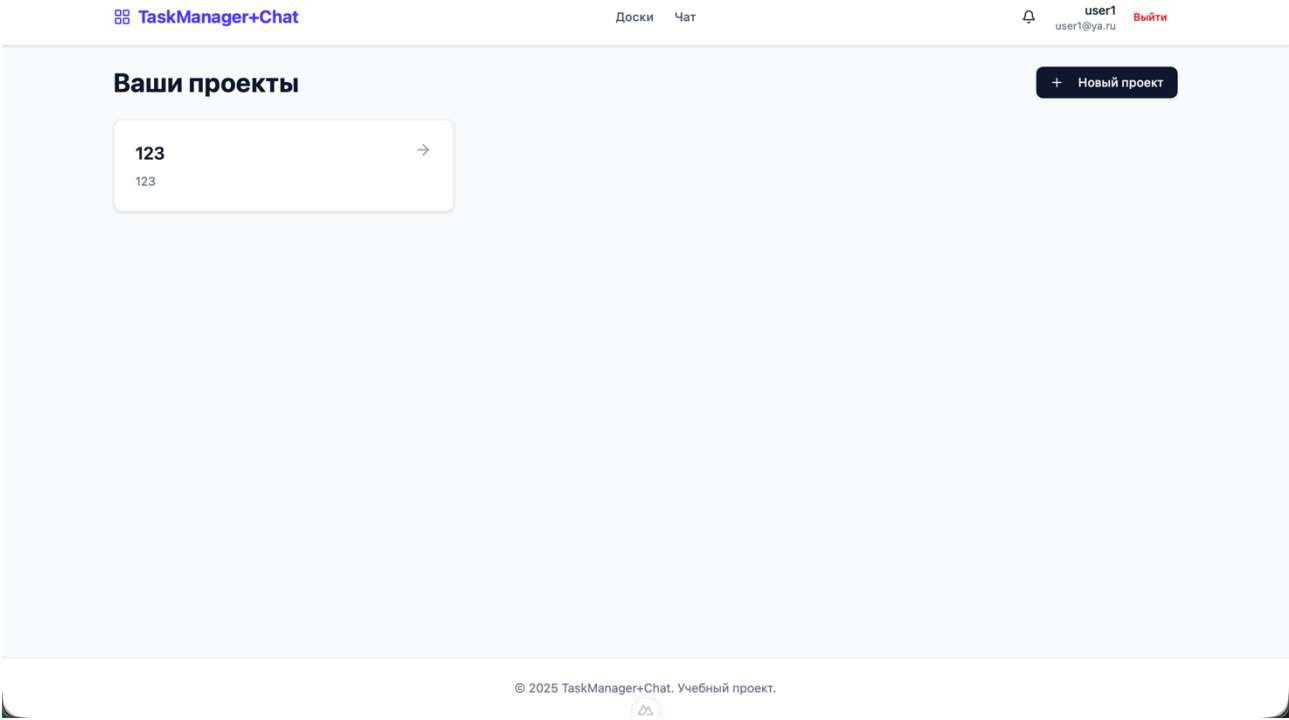 TaskManager+Chat
Доски Чат
user1
user1@ya.ru
Выйти
Ваши проекты
+ Новый проект
123
123
© 2025 TaskManager+Chat. Учебный проект.